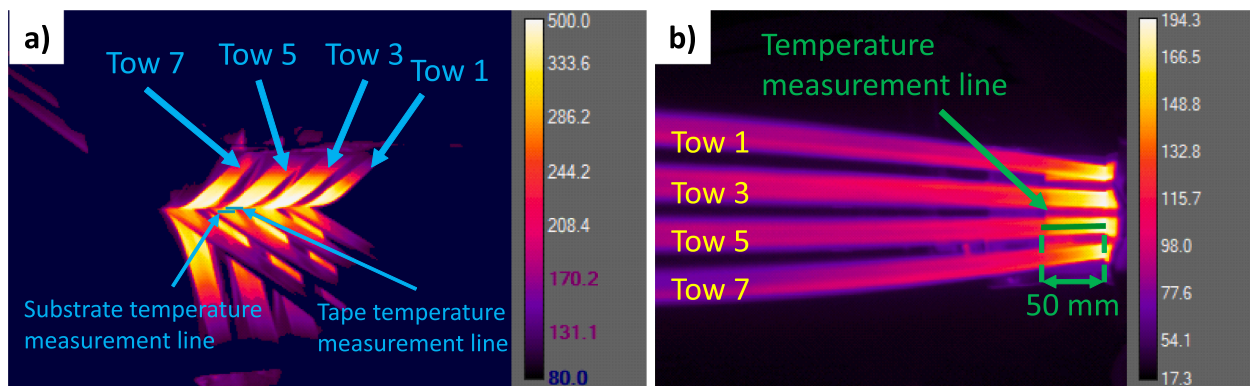 a)
Tow 7
Tow 5
Tow 3
Tow 1
Substrate temperature
measurement line
Tape temperature
measurement line
500.0
333.6
286.2
244.2
208.4
170.2
131.1
80.0
b)
Temperature
measurement line
Tow 1
Tow 3
Tow 5
Tow 7
50 mm
194.3
166.5
148.8
132.8
115.7
98.0
77.6
54.1
17.3